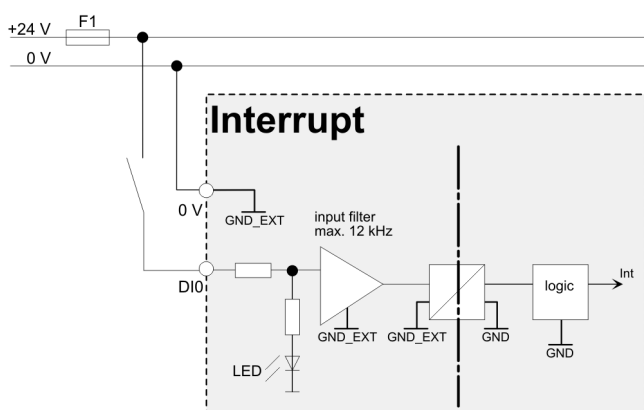 F1
+24 V
0 V
Interrupt
0 V
GND_EXT
input filter
max. 12 kHz
Int
logic
DI0
GND_EXT
GND_EXT
GND
GND
LED